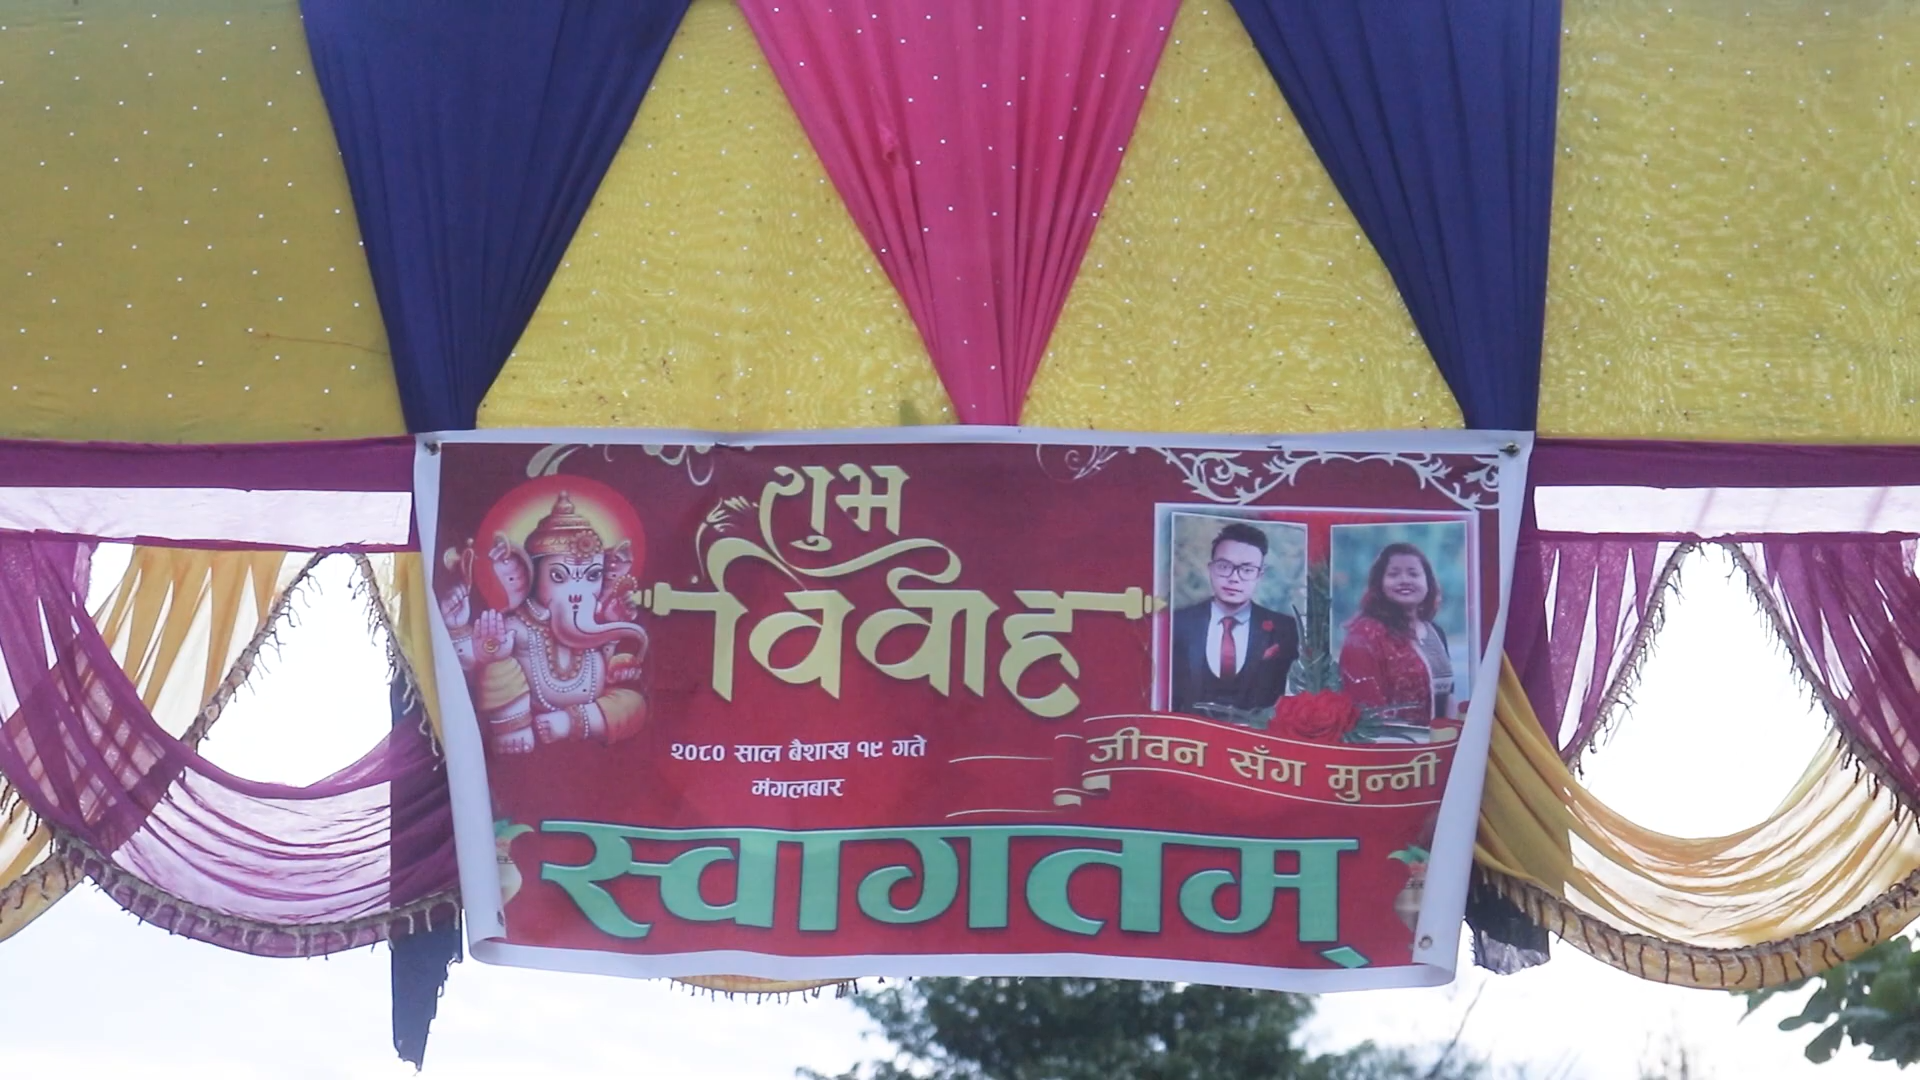 शुभ
विवाह
२०८० साल बैशाख १९ गते
मंगलबार
जीवन सँग मुन्नी
स्वागतम्